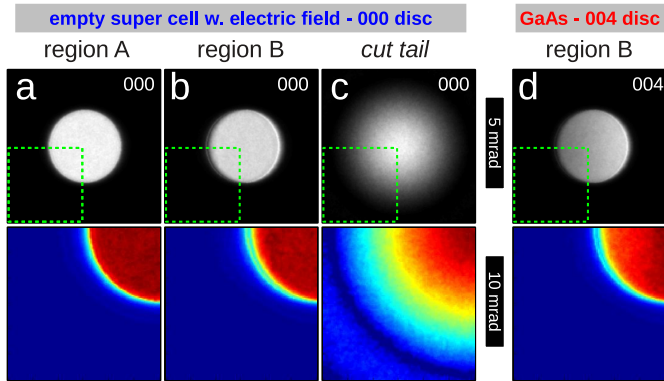 empty super cell w. electric field - 000 disc
GaAs - 004 disc
region A
region B
cut tail
region B
a
000
b
000
c
000
d
004
5 mrad
10 mrad